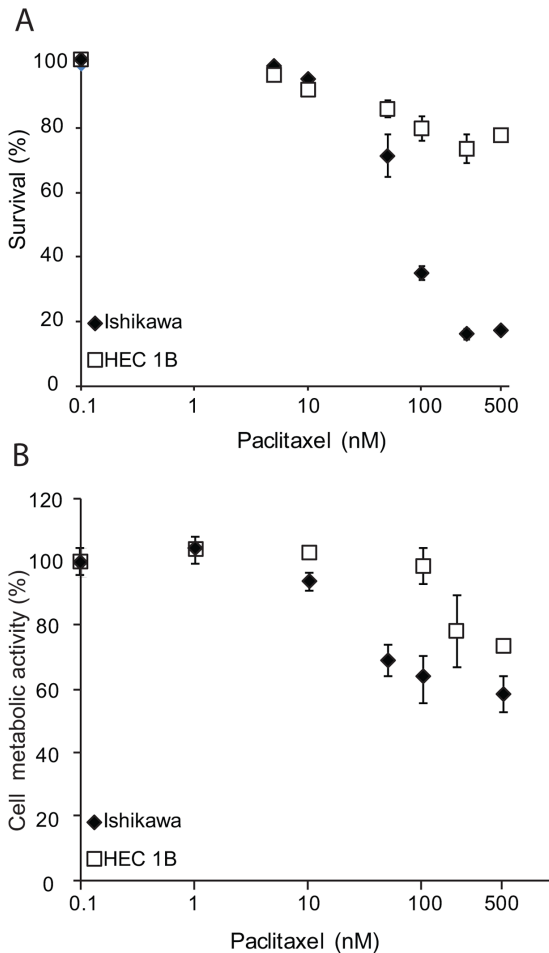 A
Survival (%)
100
80
60
40
20
0
Ishikawa
HEC 1B
0.1 1 10 100 500
Paclitaxel (nM)
B
Cell metabolic activity (%)
120
100
80
60
40
20
0
Ishikawa
HEC 1B
0.1 1 10 100 500
Paclitaxel (nM)